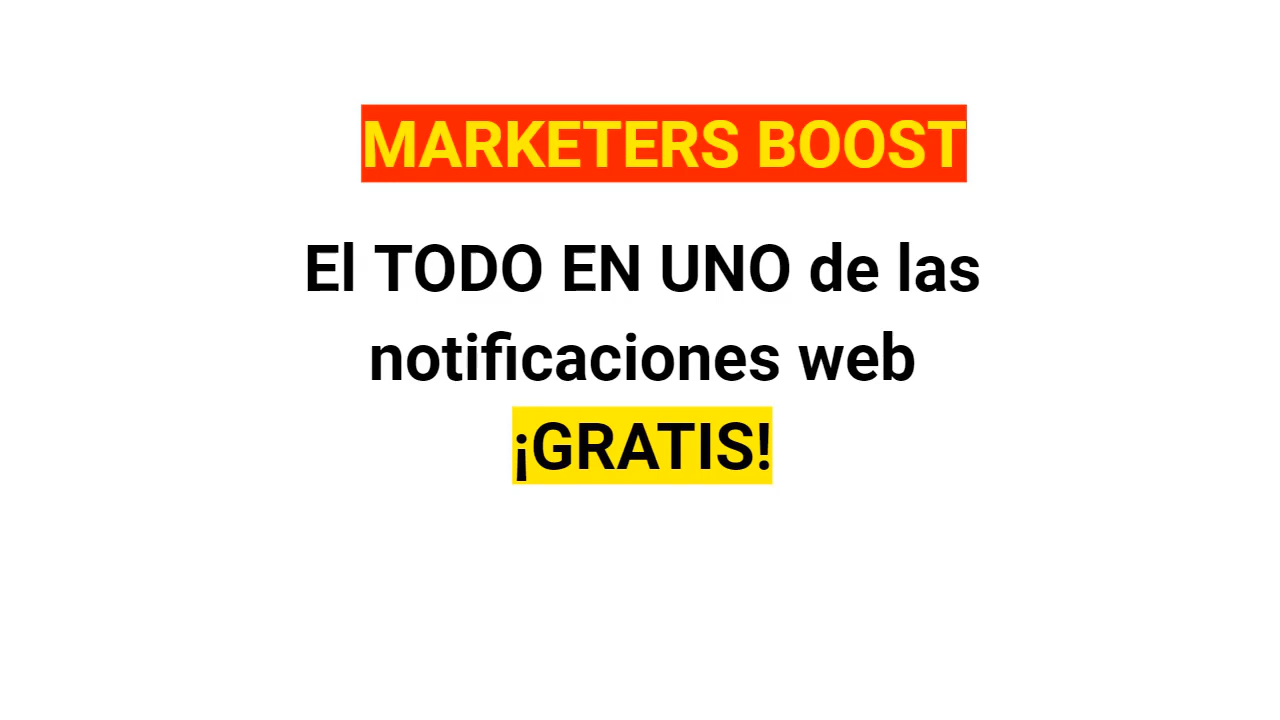 MARKETERS BOOST
El TODO EN UNO de las
notificaciones web
¡GRATIS!